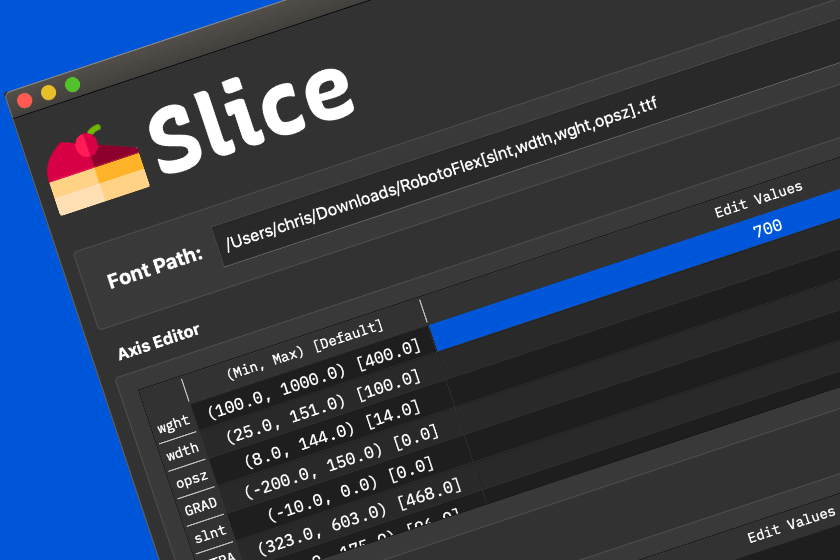 Slice
Font Path:
/Users/chris/Downloads/RobotoFlex[slnt,wdth,wght,opsz].ttf
Axis Editor
(Min, Max) [Default]
Edit Values
wght
(100.0, 1000.0) [400.0]
700
wdth
(25.0, 151.0) [100.0]
opsz
(8.0, 144.0) [14.0]
GRAD
(-200.0, 150.0) [0.0]
slnt
(-10.0, 0.0) [0.0]
(323.0, 603.0) [468.0]
Edit Values